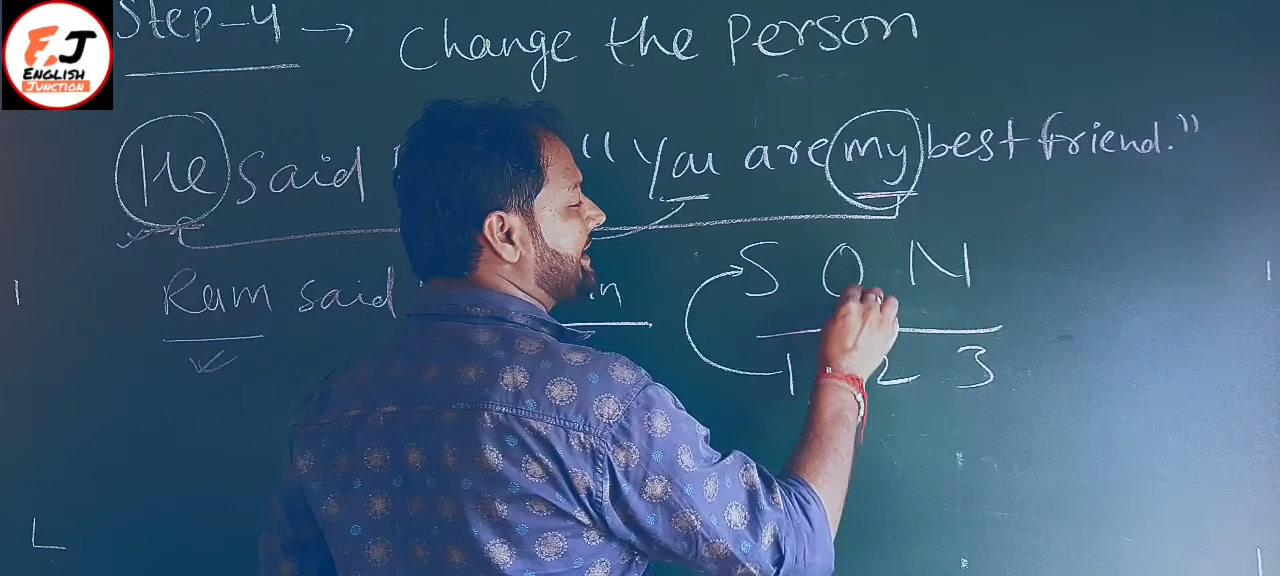 EJ
ENGLISH
JUNCTION
Step-4 → Change the Person
He said “You are my best friend.”
Ram said
S O N
1 2 3